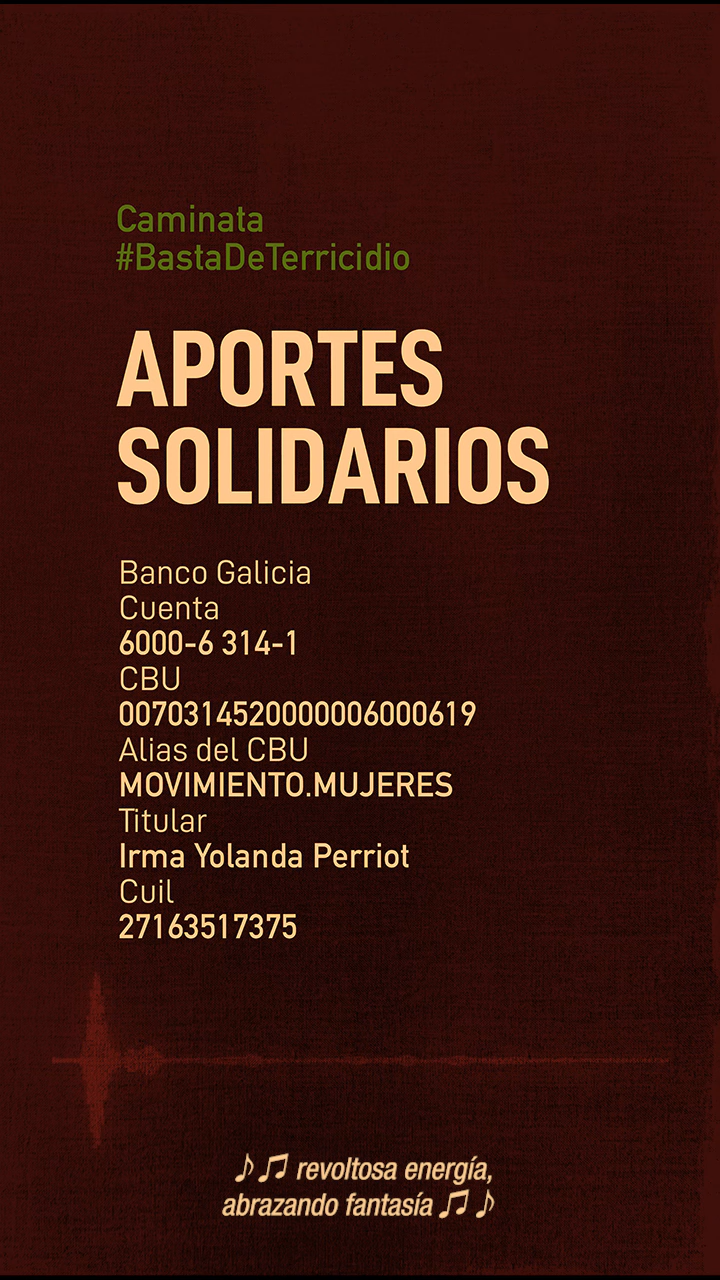 Caminata
#BastaDeTerricidio
APORTES
SOLIDARIOS
Banco Galicia
Cuenta
6000-6 314-1
CBU
0070314520000006000619
Alias del CBU
MOVIMIENTO.MUJERES
Titular
Irma Yolanda Perriot
Cuil
27163517375
♪♫ revoltosa energía,
abrazando fantasía ♫♪